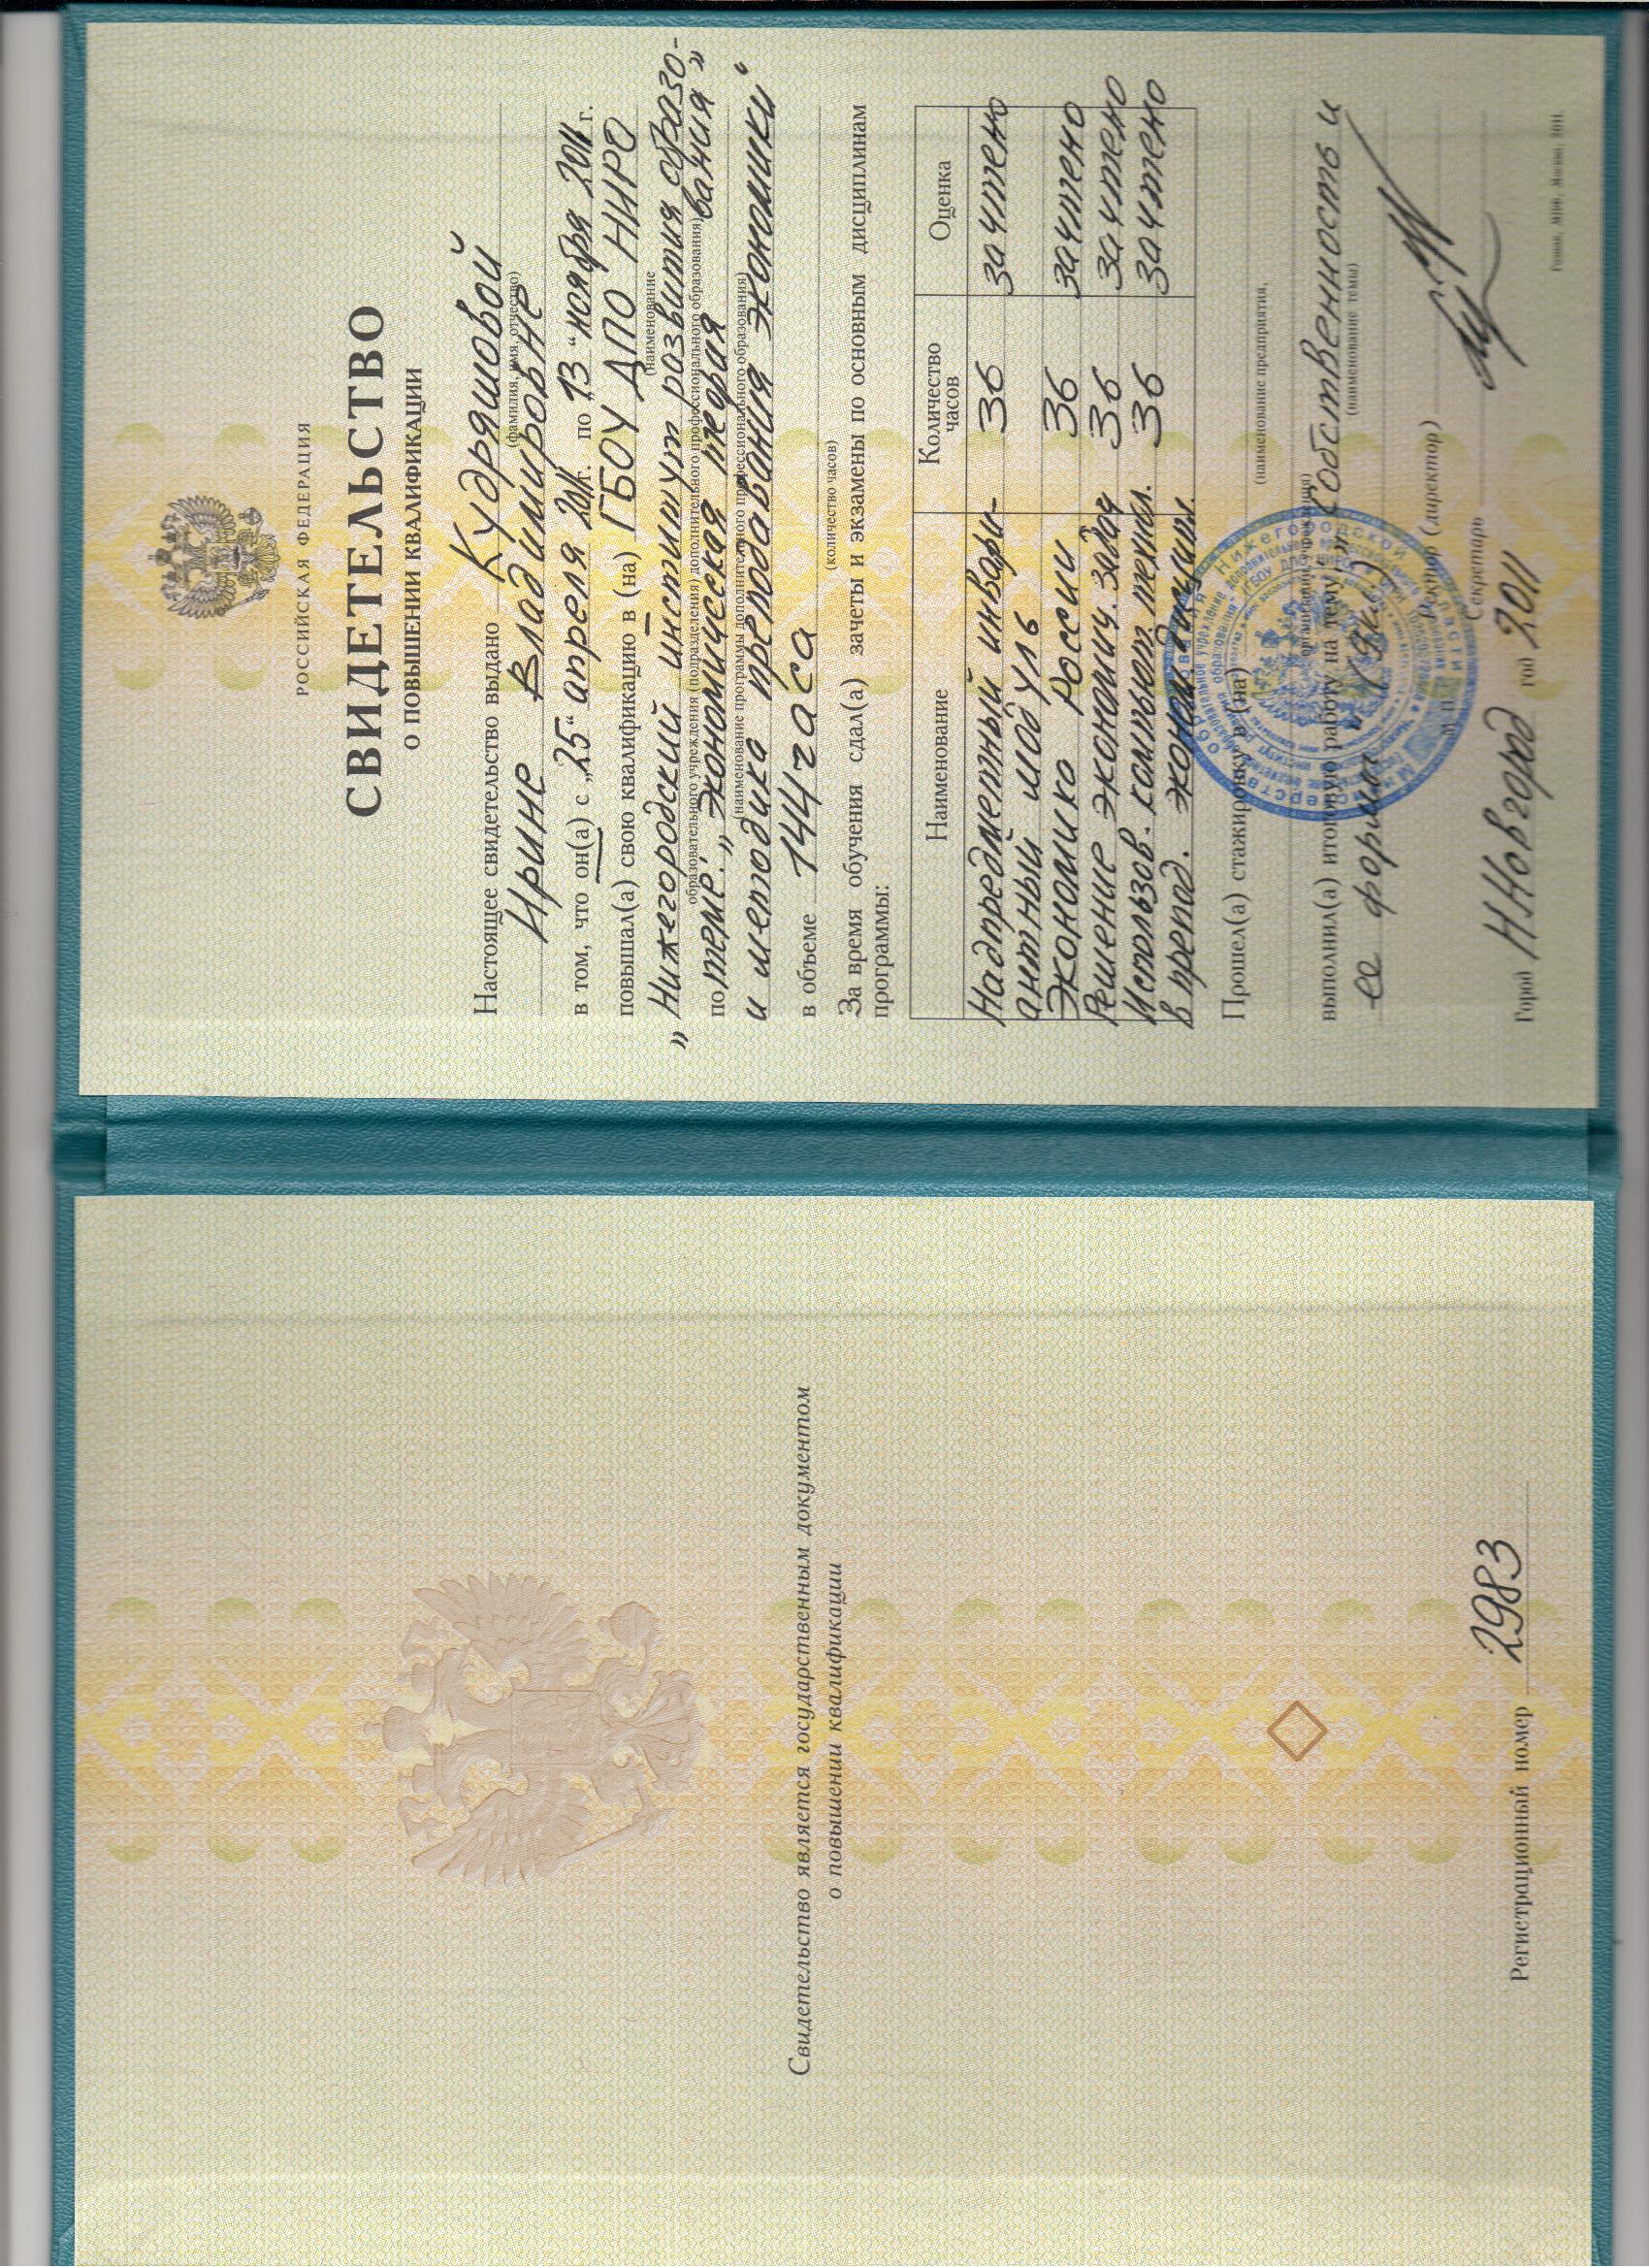 Свидетельство является государственным документом
о повышении квалификации
Регистрационный номер 2983
РОССИЙСКАЯ ФЕДЕРАЦИЯ
СВИДЕТЕЛЬСТВО
О ПОВЫШЕНИИ КВАЛИФИКАЦИИ
Настоящее свидетельство выдано Кудряшовой
(фамилия, имя, отчество)
Ирине Владимировне
в том, что он(а) с „25“ апреля 2011г. по „13“ ноября 2011 г.
повышал(а) свою квалификацию в (на) ГБОУ ДПО НИРО
(наименование
„Нижегородский институт развития образо-
образовательного учреждения (подразделения) дополнительного профессионального образования)
вания”
по теме: „Экономическая теория
(наименование программы дополнительного профессионального образования)
и методика преподавания экономики“
в объеме 144 часа
(количество часов)
За время обучения сдал(а) зачеты и экзамены по основным дисциплинам
программы:
Наименование Количество часов Оценка
Надпредметный инвари- 36 зачтено
антный модуль
Экономика России 36 зачтено
Решение экономич. задач 36 зачтено
Использов. компьют. технол. 36 зачтено
в препод. эконом. дисципл.
Прошел(а) стажировку в (на)
(наименование предприятия,
организации, учреждения)
выполнил(а) итоговую работу на тему „Собственность и
(наименование темы)
ее формы“
М.П.
Ректор (директор)
Секретарь
Город Н.Новгород год 2011